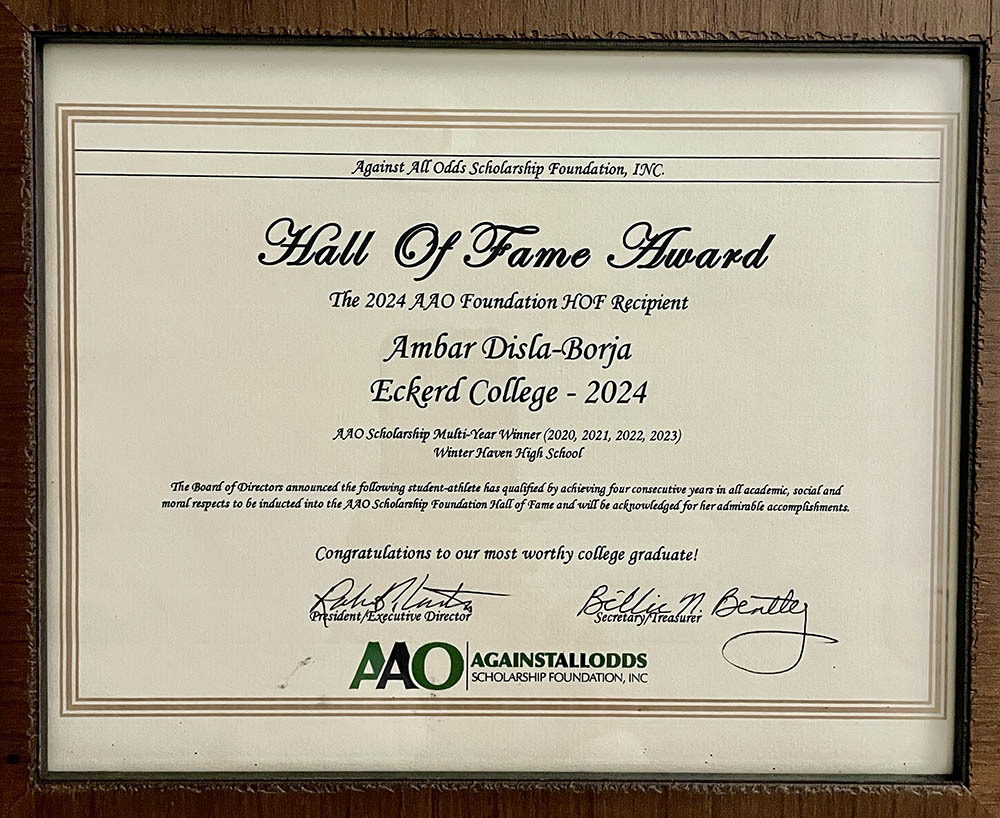 Against All Odds Scholarship Foundation, INC.
Hall Of Fame Award
The 2024 AAO Foundation HOF Recipient
Ambar Disla-Borja
Eckerd College - 2024
AAO Scholarship Multi-Year Winner (2020, 2021, 2022, 2023)
Winter Haven High School
The Board of Directors announced the following student-athlete has qualified by achieving four consecutive years in all academic, social and
moral respects to be inducted into the AAO Scholarship Foundation Hall of Fame and will be acknowledged for her admirable accomplishments.
Congratulations to our most worthy college graduate!
Billie N. Bentley
President/Executive Director
Secretary/Treasurer
AAO
AGAINSTALLODDS
SCHOLARSHIP FOUNDATION, INC